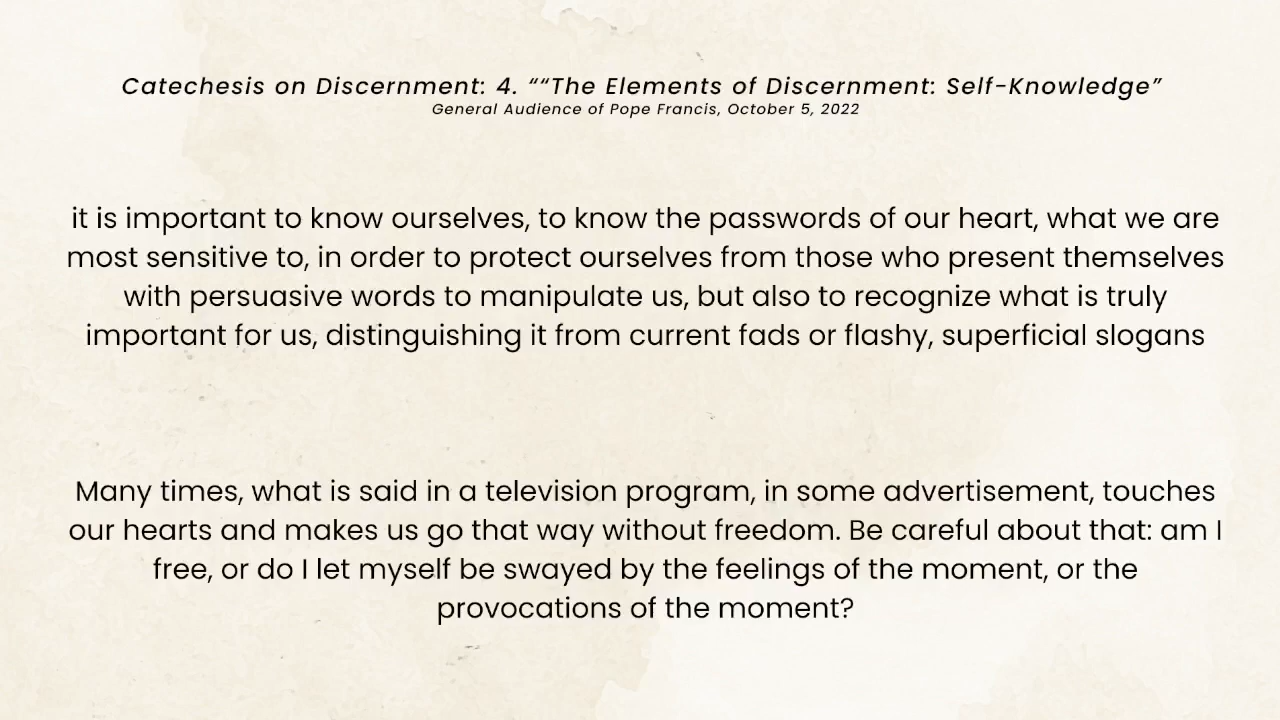 Catechesis on Discernment: 4. ““The Elements of Discernment: Self-Knowledge”
General Audience of Pope Francis, October 5, 2022
it is important to know ourselves, to know the passwords of our heart, what we are
most sensitive to, in order to protect ourselves from those who present themselves
with persuasive words to manipulate us, but also to recognize what is truly
important for us, distinguishing it from current fads or flashy, superficial slogans
Many times, what is said in a television program, in some advertisement, touches
our hearts and makes us go that way without freedom. Be careful about that: am I
free, or do I let myself be swayed by the feelings of the moment, or the
provocations of the moment?